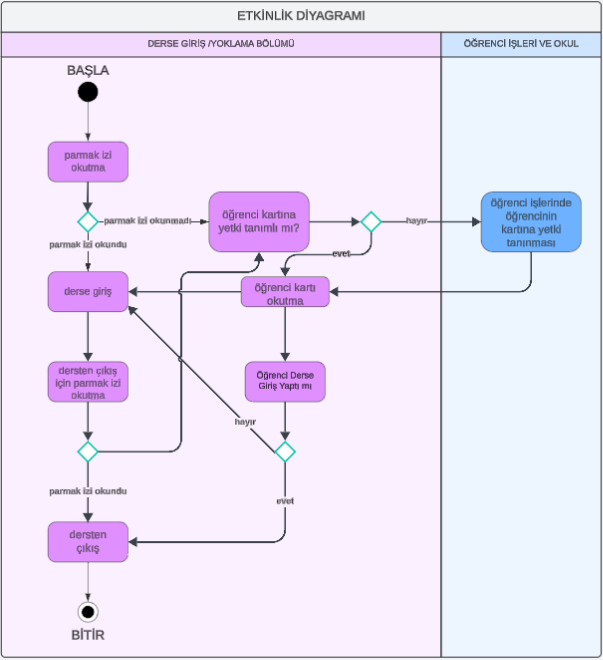 ETKİNLİK DİYAGRAMI
DERSE GİRİŞ /YOKLAMA BÖLÜMÜ
ÖĞRENCİ İŞLERİ VE OKUL
BAŞLA
parmak izi
okutma
parmak izi okunmadı
öğrenci kartına
yetki tanımlı mı?
hayır
öğrenci işlerinde
öğrencinin
kartına yetki
tanınması
parmak izi okundu
evet
derse giriş
öğrenci kartı
okutma
dersten çıkış
için parmak izi
okutma
Öğrenci Derse
Giriş Yaptı mı
hayır
parmak izi okundu
evet
dersten
çıkış
BİTİR